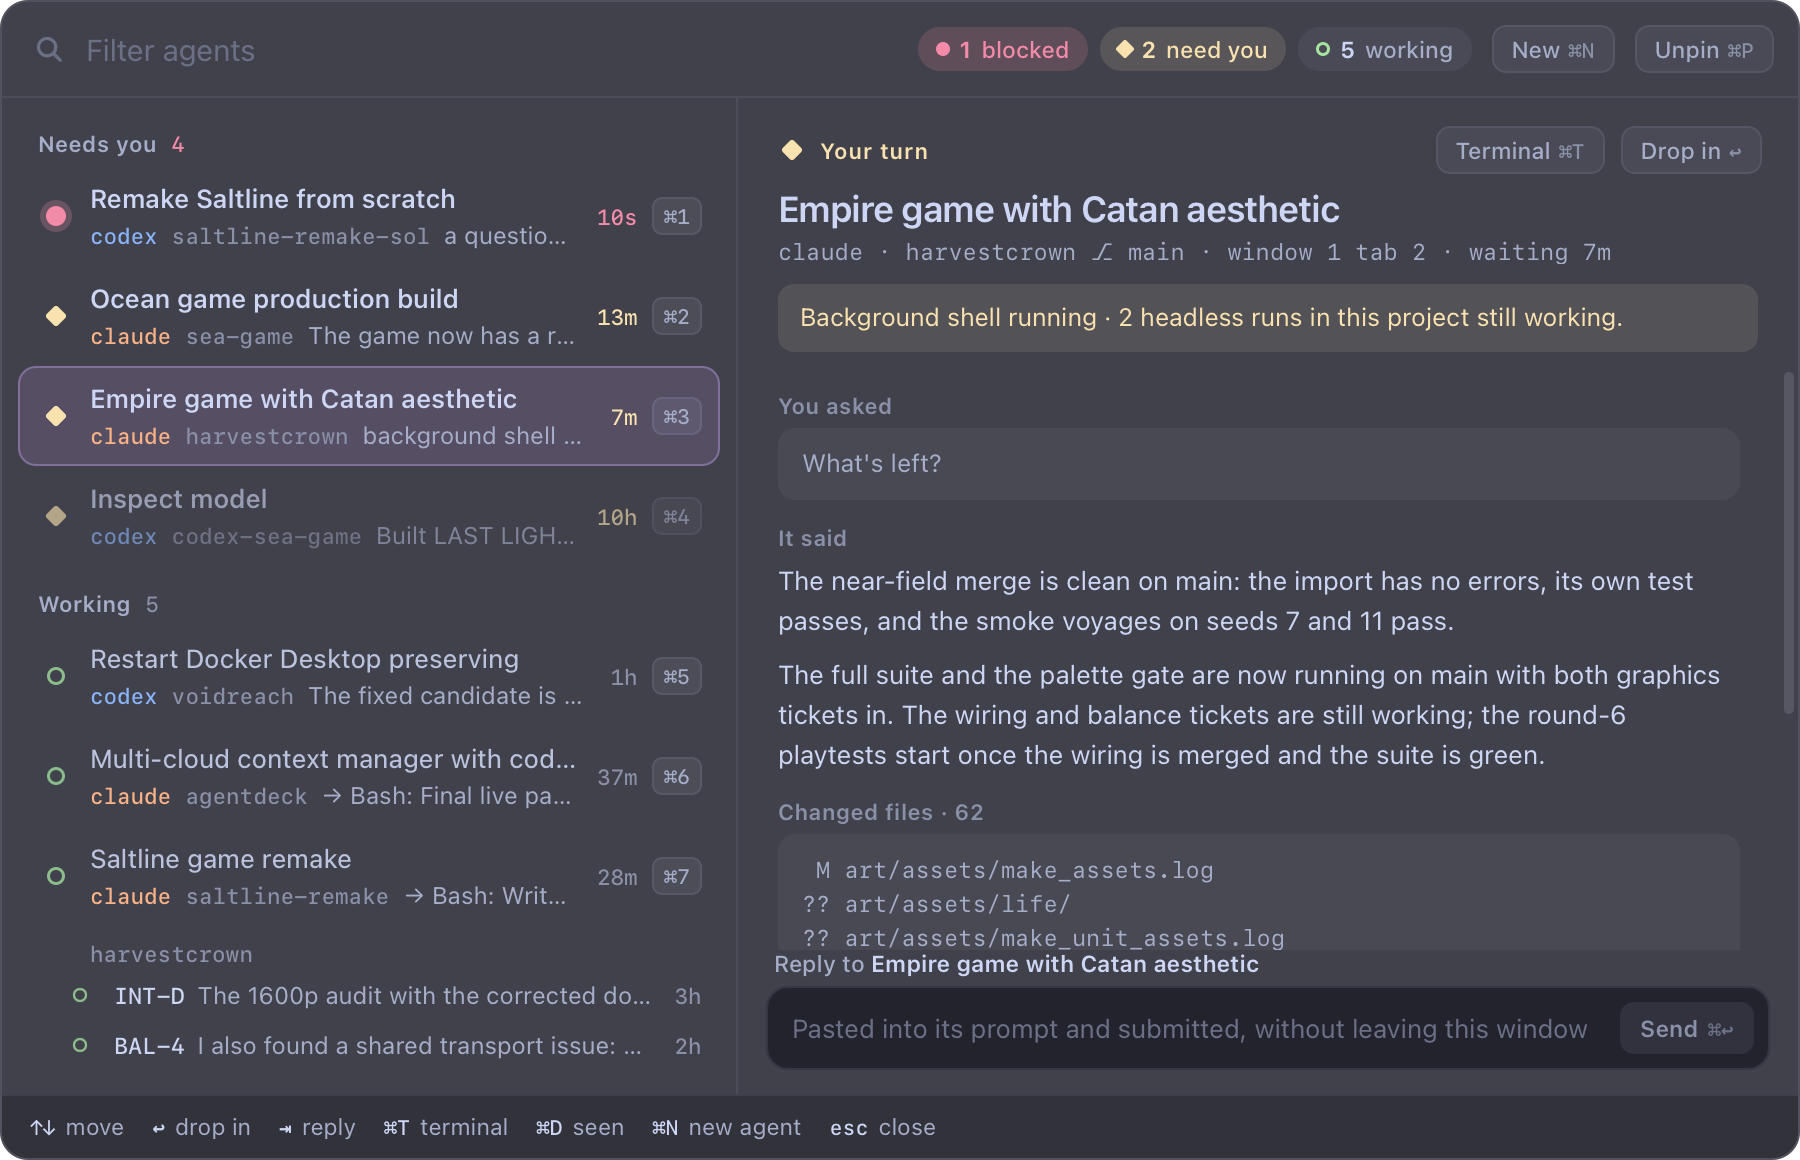 Filter agents
1 blocked
2 need you
5 working
New ⌘N
Unpin ⌘P
Needs you 4
Remake Saltline from scratch
codex saltline-remake-sol a questio...
10s ⌘1
Ocean game production build
claude sea-game The game now has a r...
13m ⌘2
Empire game with Catan aesthetic
claude harvestcrown background shell ...
7m ⌘3
Inspect model
codex codex-sea-game Built LAST LIGH...
10h ⌘4
Working 5
Restart Docker Desktop preserving
codex voidreach The fixed candidate is ...
1h ⌘5
Multi-cloud context manager with cod...
claude agentdeck → Bash: Final live pa...
37m ⌘6
Saltline game remake
claude saltline-remake → Bash: Writ...
28m ⌘7
harvestcrown
INT-D The 1600p audit with the corrected do... 3h
BAL-4 I also found a shared transport issue: ... 2h
Your turn
Terminal ⌘T
Drop in ↩
Empire game with Catan aesthetic
claude · harvestcrown ⎇ main · window 1 tab 2 · waiting 7m
Background shell running · 2 headless runs in this project still working.
You asked
What's left?
It said
The near-field merge is clean on main: the import has no errors, its own test
passes, and the smoke voyages on seeds 7 and 11 pass.
The full suite and the palette gate are now running on main with both graphics
tickets in. The wiring and balance tickets are still working; the round-6
playtests start once the wiring is merged and the suite is green.
Changed files · 62
M art/assets/make_assets.log
?? art/assets/life/
?? art/assets/make_unit_assets.log
Reply to Empire game with Catan aesthetic
Pasted into its prompt and submitted, without leaving this window
Send ⌘↩
↑↓ move ↩ drop in ⇥ reply ⌘T terminal ⌘D seen ⌘N new agent esc close